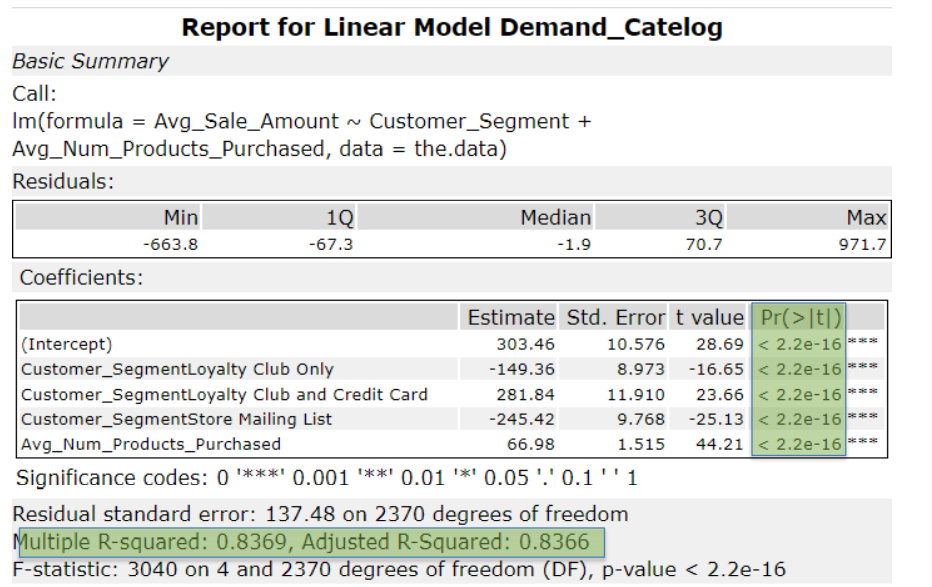 Report for Linear Model Demand_Catelog
Basic Summary
Call:
lm(formula = Avg_Sale_Amount ~ Customer_Segment +
Avg_Num_Products_Purchased, data = the.data)
Residuals:
Min 1Q Median 3Q Max
-663.8 -67.3 -1.9 70.7 971.7
Coefficients:
Estimate Std. Error t value Pr(>|t|)
(Intercept) 303.46 10.576 28.69 < 2.2e-16 ***
Customer_SegmentLoyalty Club Only -149.36 8.973 -16.65 < 2.2e-16 ***
Customer_SegmentLoyalty Club and Credit Card 281.84 11.910 23.66 < 2.2e-16 ***
Customer_SegmentStore Mailing List -245.42 9.768 -25.13 < 2.2e-16 ***
Avg_Num_Products_Purchased 66.98 1.515 44.21 < 2.2e-16 ***
Significance codes: 0 '***' 0.001 '**' 0.01 '*' 0.05 '.' 0.1 ' ' 1
Residual standard error: 137.48 on 2370 degrees of freedom
Multiple R-squared: 0.8369, Adjusted R-Squared: 0.8366
F-statistic: 3040 on 4 and 2370 degrees of freedom (DF), p-value < 2.2e-16